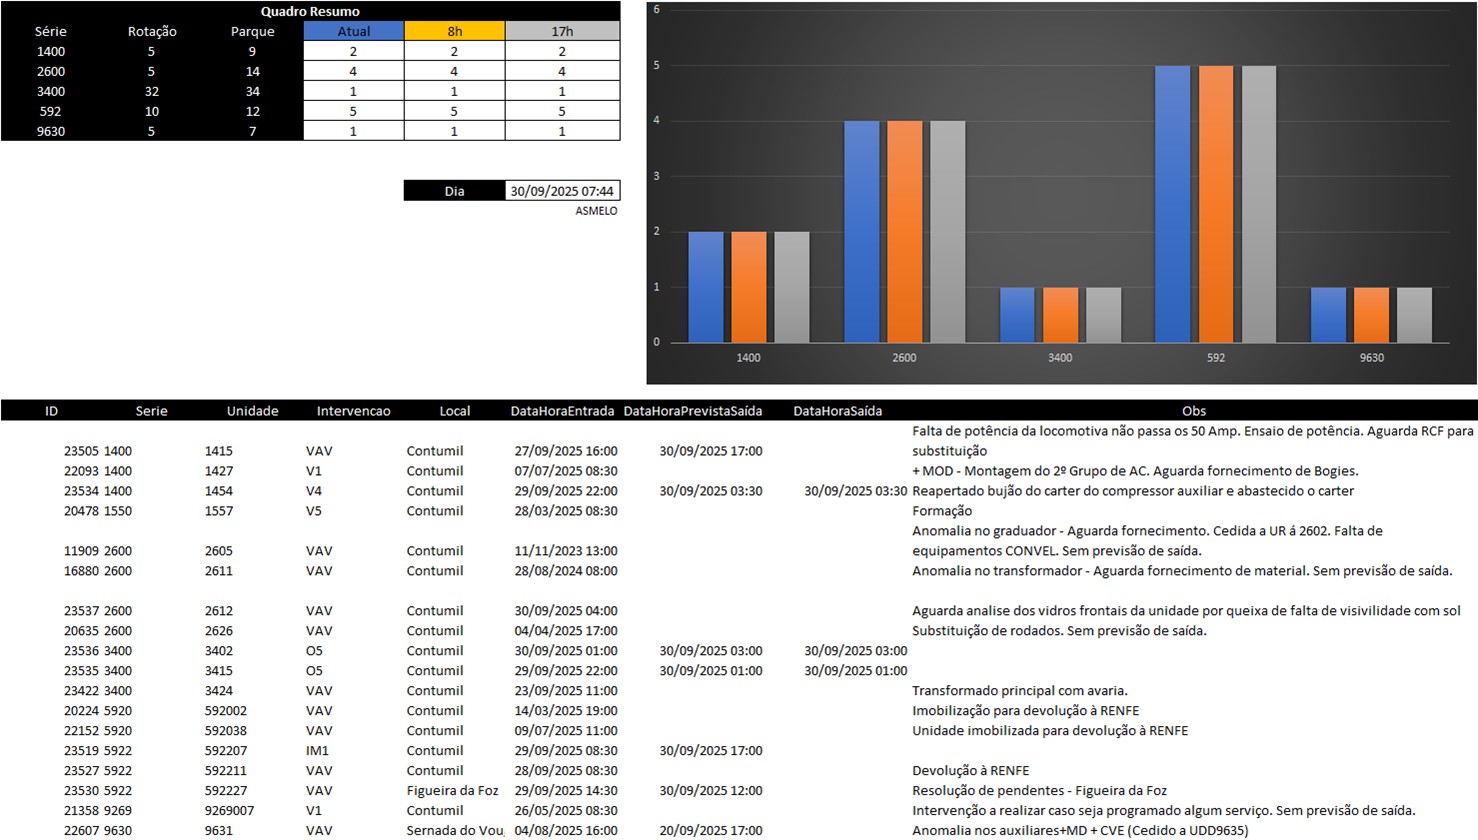 Quadro Resumo
Série Rotação Parque Atual 8h 17h
1400 5 9 2 2 2
2600 5 14 4 4 4
3400 32 34 1 1 1
592 10 12 5 5 5
9630 5 7 1 1 1
Dia 30/09/2025 07:44
ASMELO
6
5
4
3
2
1
0
1400 2600 3400 592 9630
ID Serie Unidade Intervencao Local DataHoraEntrada DataHoraPrevistaSaída DataHoraSaída Obs
Falta de potência da locomotiva não passa os 50 Amp. Ensaio de potência. Aguarda RCF para
23505 1400 1415 VAV Contumil 27/09/2025 16:00 30/09/2025 17:00 substituição
22093 1400 1427 V1 Contumil 07/07/2025 08:30 + MOD - Montagem do 2º Grupo de AC. Aguarda fornecimento de Bogies.
23534 1400 1454 V4 Contumil 29/09/2025 22:00 30/09/2025 03:30 30/09/2025 03:30 Reapertado bujão do carter do compressor auxiliar e abastecido o carter
20478 1550 1557 V5 Contumil 28/03/2025 08:30 Formação
Anomalia no graduador - Aguarda fornecimento. Cedida a UR á 2602. Falta de
11909 2600 2605 VAV Contumil 11/11/2023 13:00 equipamentos CONVEL. Sem previsão de saída.
16880 2600 2611 VAV Contumil 28/08/2024 08:00 Anomalia no transformador - Aguarda fornecimento de material. Sem previsão de saída.
23537 2600 2612 VAV Contumil 30/09/2025 04:00 Aguarda analise dos vidros frontais da unidade por queixa de falta de visivilidade com sol
20635 2600 2626 VAV Contumil 04/04/2025 17:00 Substituição de rodados. Sem previsão de saída.
23536 3400 3402 O5 Contumil 30/09/2025 01:00 30/09/2025 03:00 30/09/2025 03:00
23535 3400 3415 O5 Contumil 29/09/2025 22:00 30/09/2025 01:00 30/09/2025 01:00
23422 3400 3424 VAV Contumil 23/09/2025 11:00 Transformado principal com avaria.
20224 5920 592002 VAV Contumil 14/03/2025 19:00 Imobilização para devolução à RENFE
22152 5920 592038 VAV Contumil 09/07/2025 11:00 Unidade imobilizada para devolução à RENFE
23519 5922 592207 IM1 Contumil 29/09/2025 08:30 30/09/2025 17:00
23527 5922 592211 VAV Contumil 28/09/2025 08:30 Devolução à RENFE
23530 5922 592227 VAV Figueira da Foz 29/09/2025 14:30 30/09/2025 12:00 Resolução de pendentes - Figueira da Foz
21358 9269 9269007 V1 Contumil 26/05/2025 08:30 Intervenção a realizar caso seja programado algum serviço. Sem previsão de saída.
22607 9630 9631 VAV Sernada do Vou 04/08/2025 16:00 20/09/2025 17:00 Anomalia nos auxiliares+MD + CVE (Cedido a UDD9635)